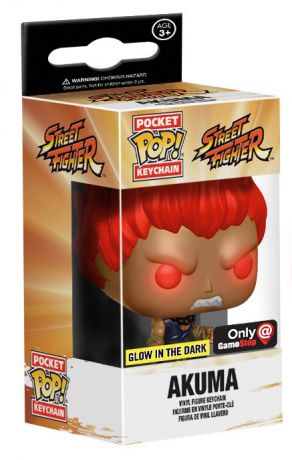 AGE
3+
WARNING: CHOKING HAZARD.
Small parts. Not for children under 3 years.
POCKET
POP!
KEYCHAIN
STREET
FIGHTER
STREET
FIGHTER
™
Only @
GameStop
GLOW IN THE DARK
POCKET
POP!
KEYCHAIN
AKUMA
VINYL FIGURE KEYCHAIN
FIGURINE EN VINYLE PORTE-CLÉ
FIGURA DE VINIL LLAVERO